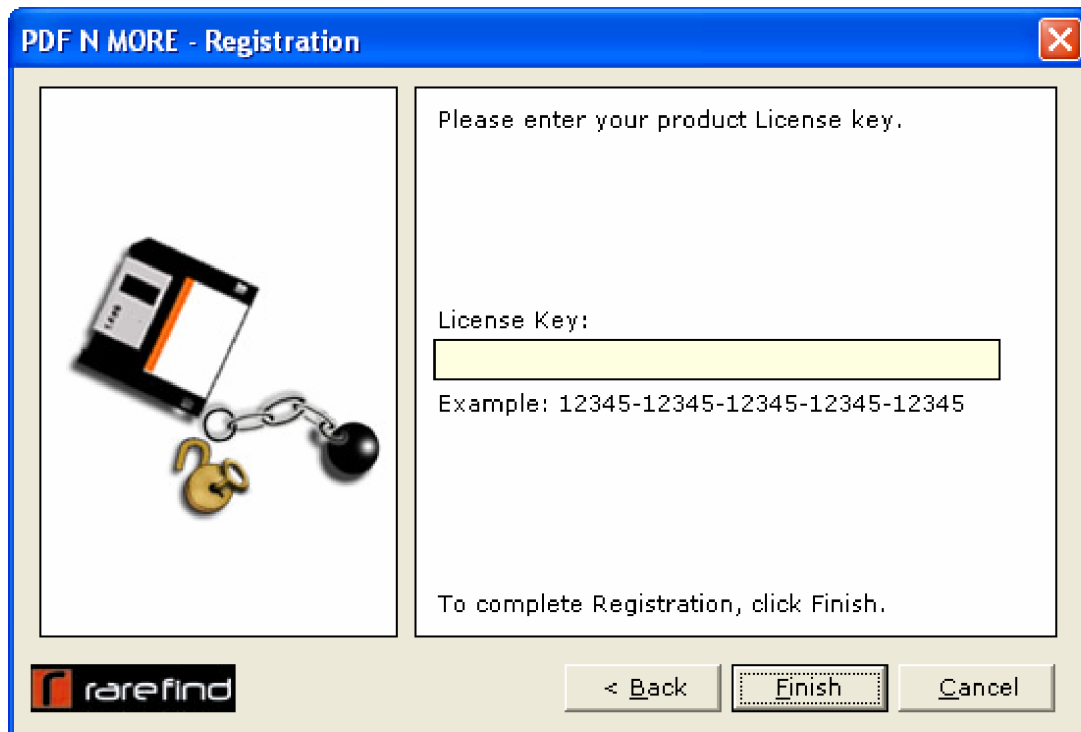 PDF N MORE - Registration
Please enter your product License key.
License Key:
Example: 12345-12345-12345-12345-12345
To complete Registration, click Finish.
rarefind
< Back
Finish
Cancel